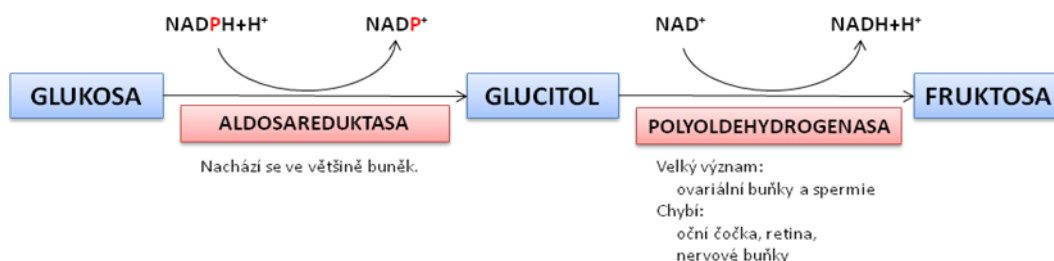 NADPH+H⁺ NADP⁺ NAD⁺ NADH+H⁺
GLUKOSA GLUCITOL FRUKTOSA
ALDOSAREDUKTASA POLYOLDEHYDROGENASA
Nachází se ve většině buněk.
Velký význam:
ovariální buňky a spermie
Chybí:
oční čočka, retina,
nervové buňky